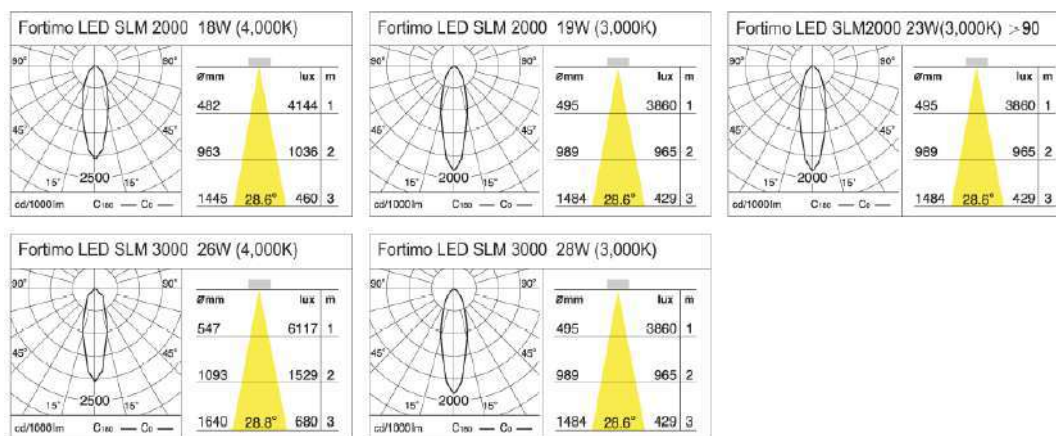 Fortimo LED SLM 2000 18W (4,000K)
90° 90°
45° 45°
15° 2500 15°
cd/1000lm C180 — C0 —
ømm lux m
482 4144 1
963 1036 2
1445 28.6° 460 3
Fortimo LED SLM 2000 19W (3,000K)
90° 90°
45° 45°
15° 2000 15°
cd/1000lm C180 — C0 —
ømm lux m
495 3860 1
989 965 2
1484 28.6° 429 3
Fortimo LED SLM2000 23W(3,000K) >90
90° 90°
45° 45°
15° 2000 15°
cd/1000lm C180 — C0 —
ømm lux m
495 3860 1
989 965 2
1484 28.6° 429 3
Fortimo LED SLM 3000 26W (4,000K)
90° 90°
45° 45°
15° 2500 15°
cd/1000lm C180 — C0 —
ømm lux m
547 6117 1
1093 1529 2
1640 28.8° 680 3
Fortimo LED SLM 3000 28W (3,000K)
90° 90°
45° 45°
15° 2000 15°
cd/1000lm C180 — C0 —
ømm lux m
495 3860 1
989 965 2
1484 28.6° 429 3